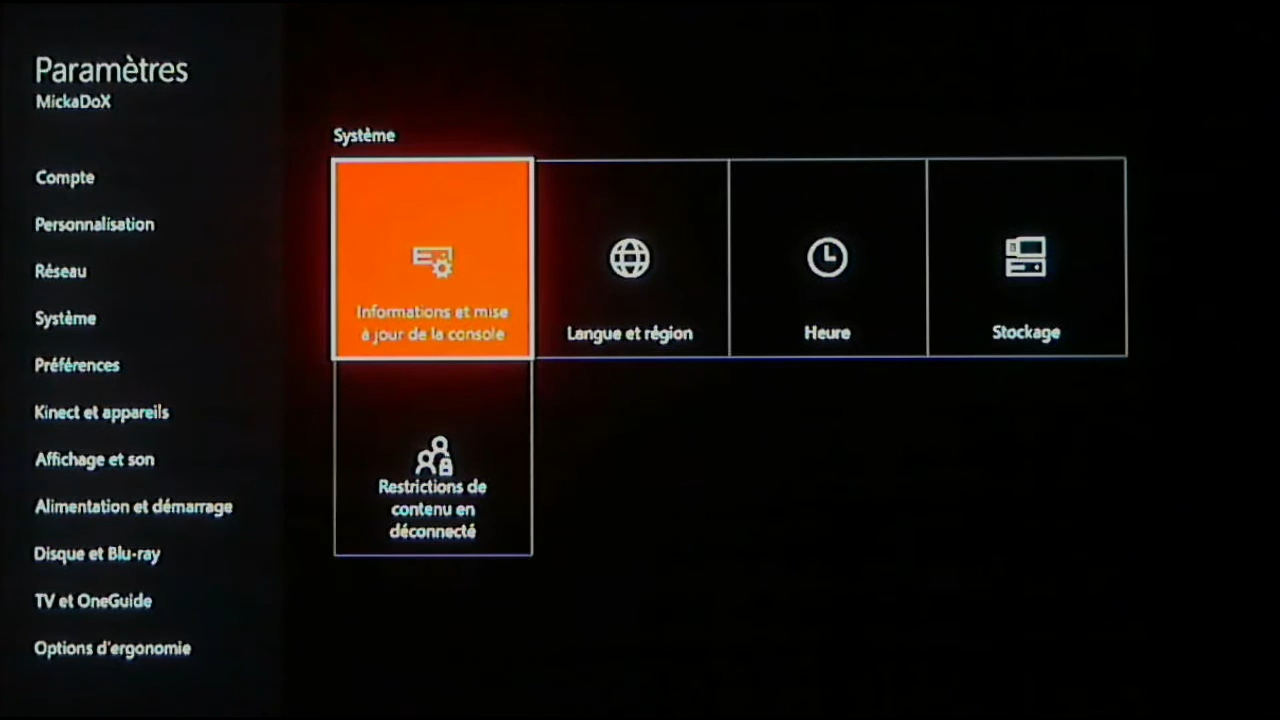 Paramètres
MickaDoX
Compte
Personnalisation
Réseau
Système
Préférences
Kinect et appareils
Affichage et son
Alimentation et démarrage
Disque et Blu-ray
TV et OneGuide
Options d'ergonomie
Système
Informations et mise
à jour de la console
Langue et région
Heure
Stockage
Restrictions de
contenu en
déconnecté